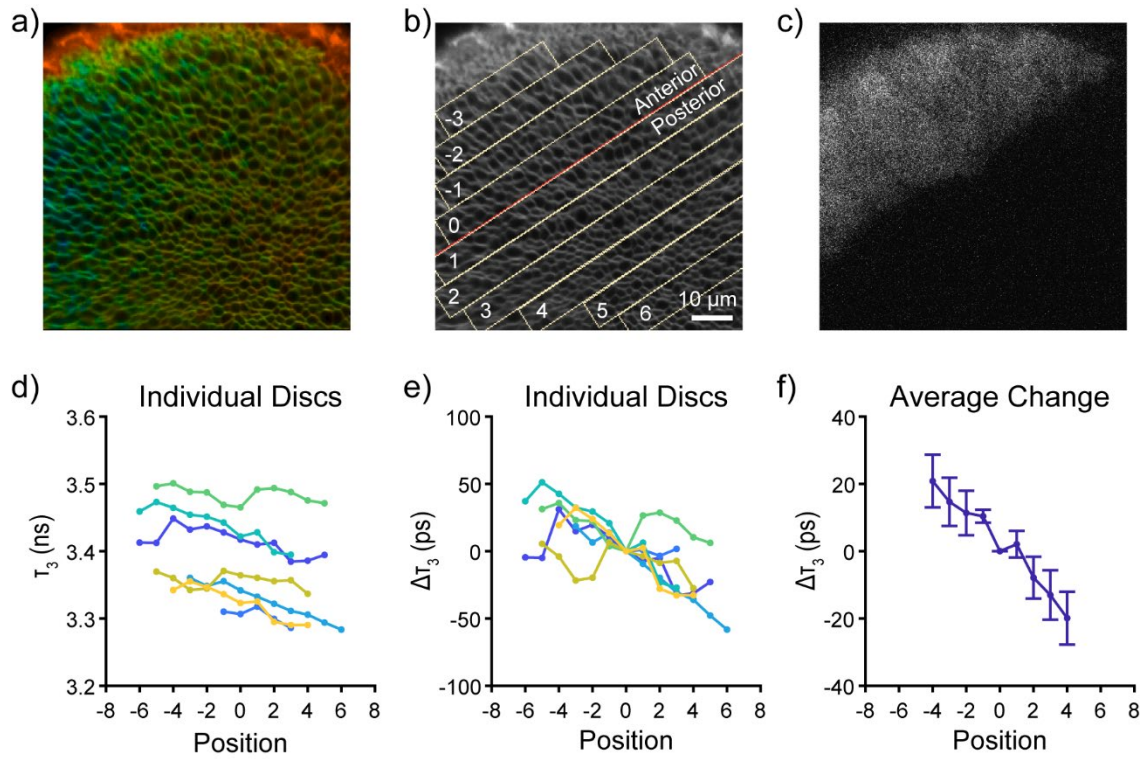 a)
b)
c)
Anterior
Posterior
-3
-2
-1
0
1
2
3
4
5
6
10 μm
d)
Individual Discs
3.6
3.5
3.4
3.3
3.2
τ3 (ns)
-8 -6 -4 -2 0 2 4 6 8
Position
e)
Individual Discs
100
50
0
-50
-100
Δτ3 (ps)
-8 -6 -4 -2 0 2 4 6 8
Position
f)
Average Change
40
20
0
-20
-40
Δτ3 (ps)
-8 -6 -4 -2 0 2 4 6 8
Position